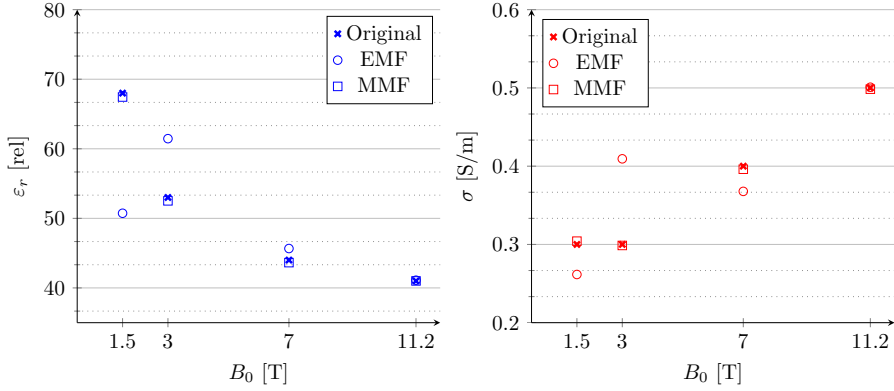 80
70
60
50
40
ε_r [rel]
Original
EMF
MMF
1.5 3 7 11.2
B_0 [T]
0.6
0.5
0.4
0.3
0.2
σ [S/m]
Original
EMF
MMF
1.5 3 7 11.2
B_0 [T]